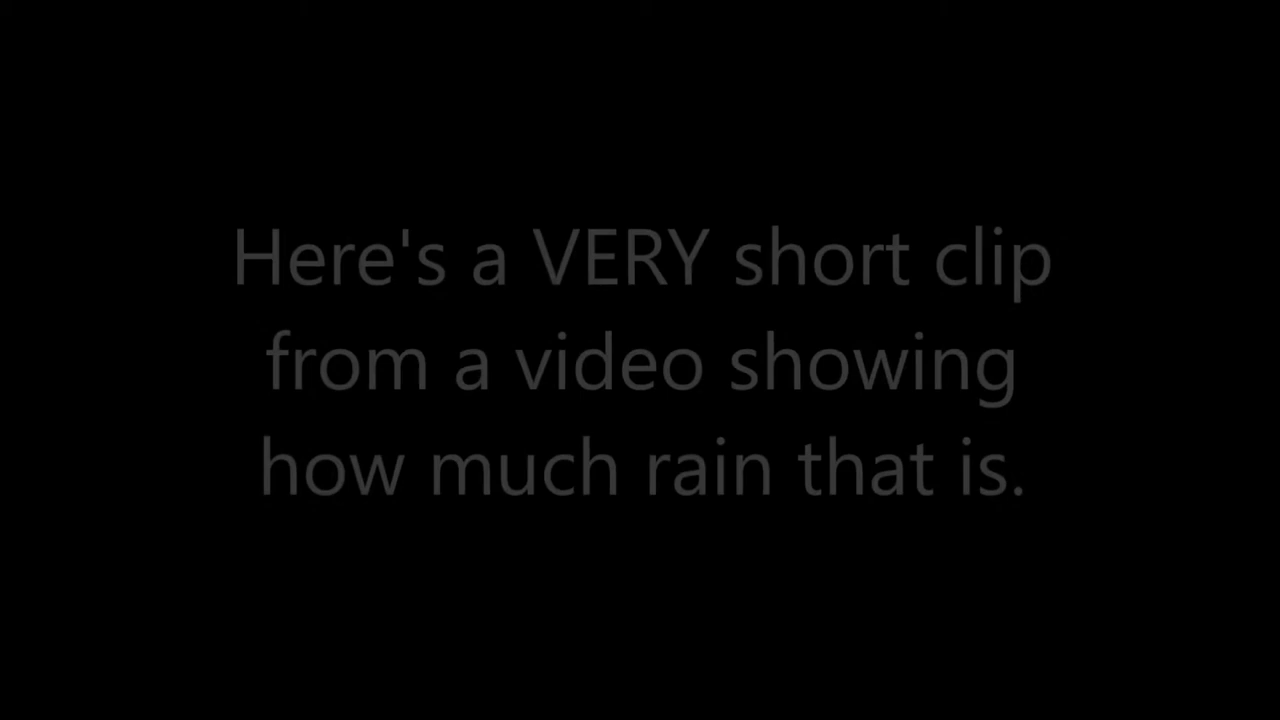 Here's a VERY short clip
from a video showing
how much rain that is.